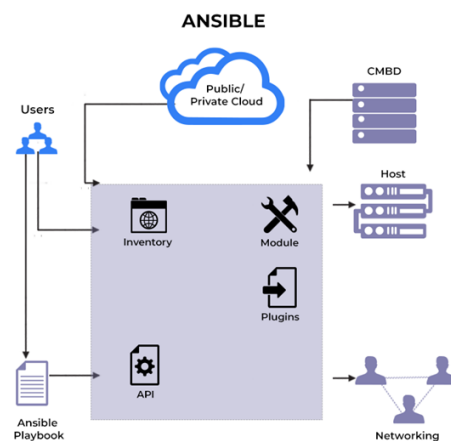 ANSIBLE
Public/
Private Cloud
CMBD
Users
Host
Inventory
Module
Plugins
API
Ansible
Playbook
Networking